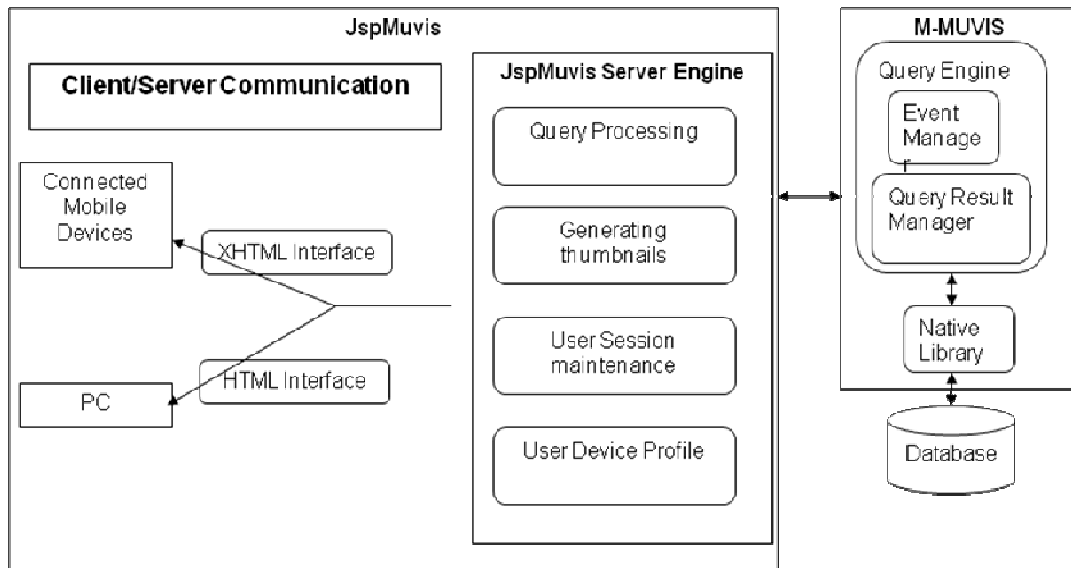 JspMuvis
Client/Server Communication
Connected
Mobile
Devices
XHTML Interface
HTML Interface
PC
JspMuvis Server Engine
Query Processing
Generating
thumbnails
User Session
maintenance
User Device Profile
M-MUVIS
Query Engine
Event
Manage
r
Query Result
Manager
Native
Library
Database